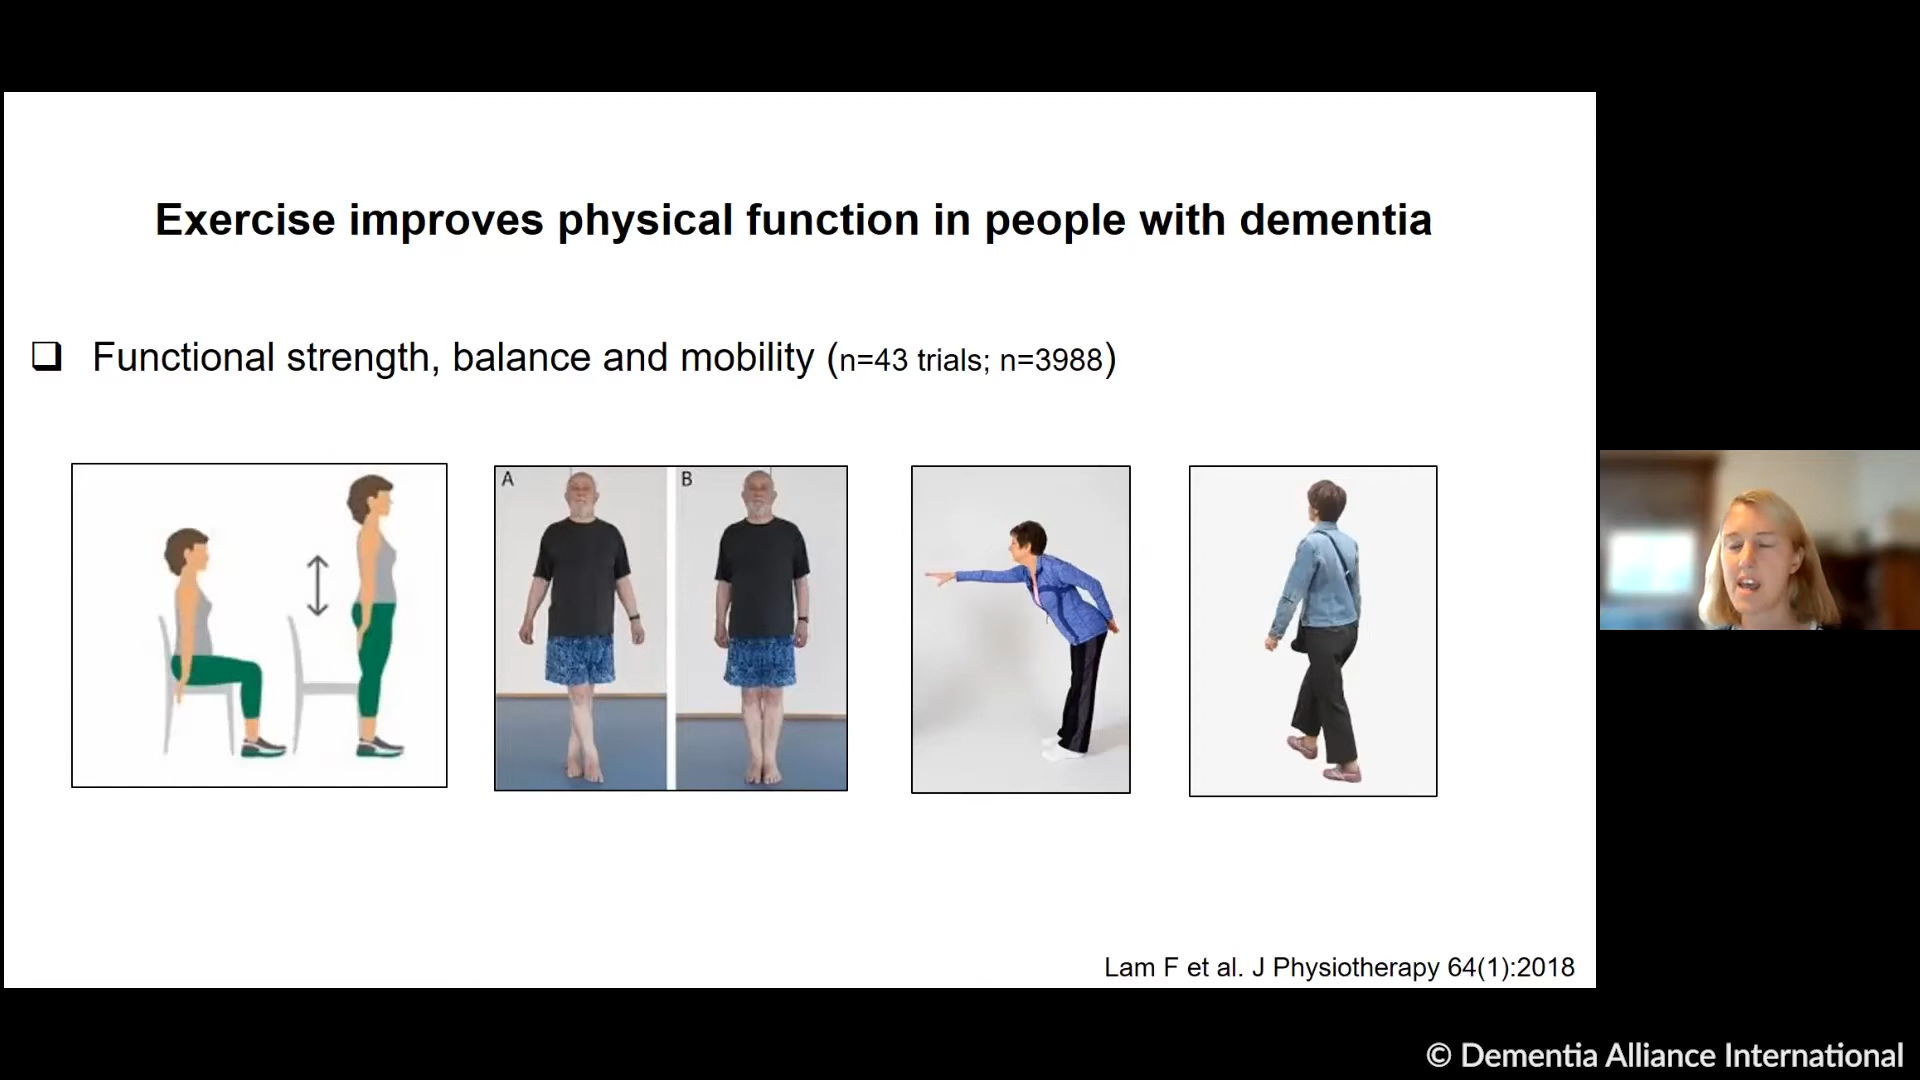 Exercise improves physical function in people with dementia
❑ Functional strength, balance and mobility (n=43 trials; n=3988)
A
B
Lam F et al. J Physiotherapy 64(1):2018
© Dementia Alliance International